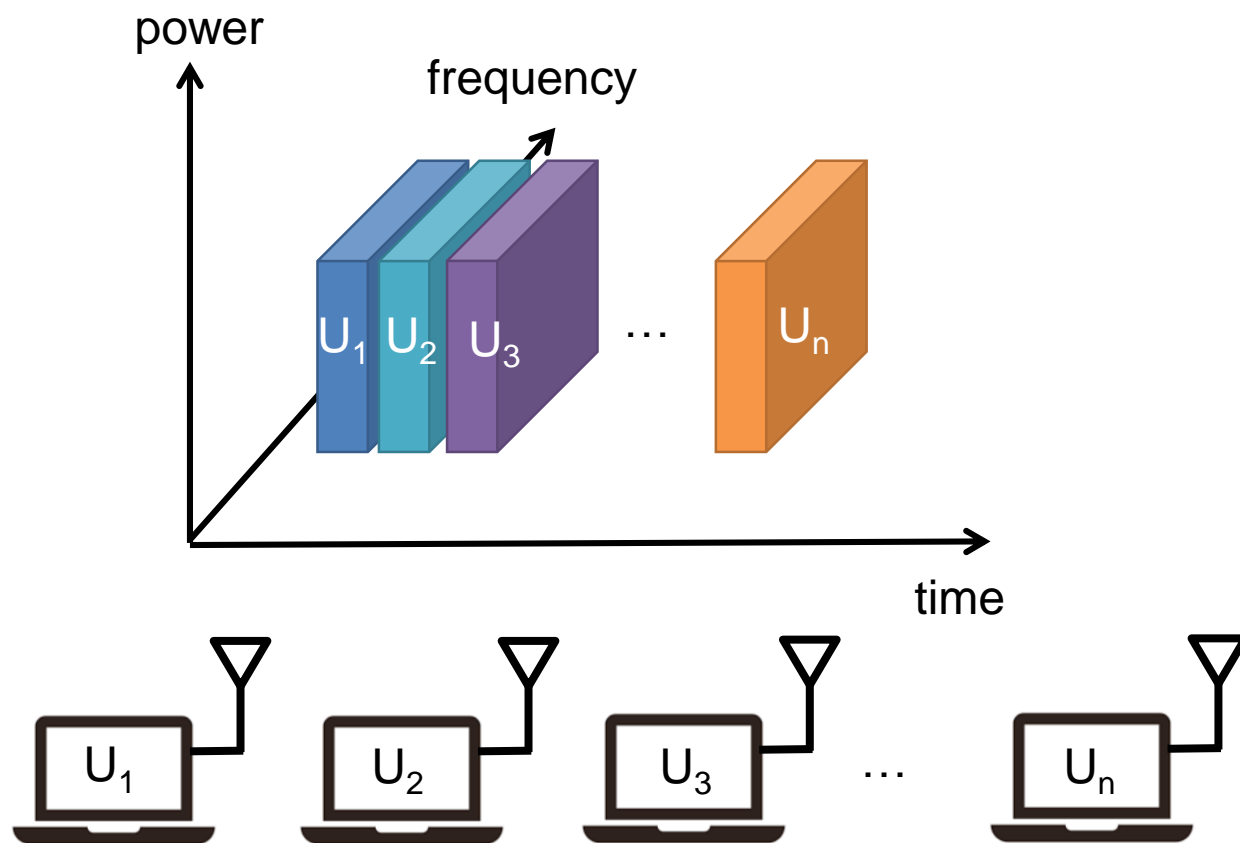 power
frequency
U₁ U₂ U₃ … Uₙ
time
U₁ U₂ U₃ … Uₙ